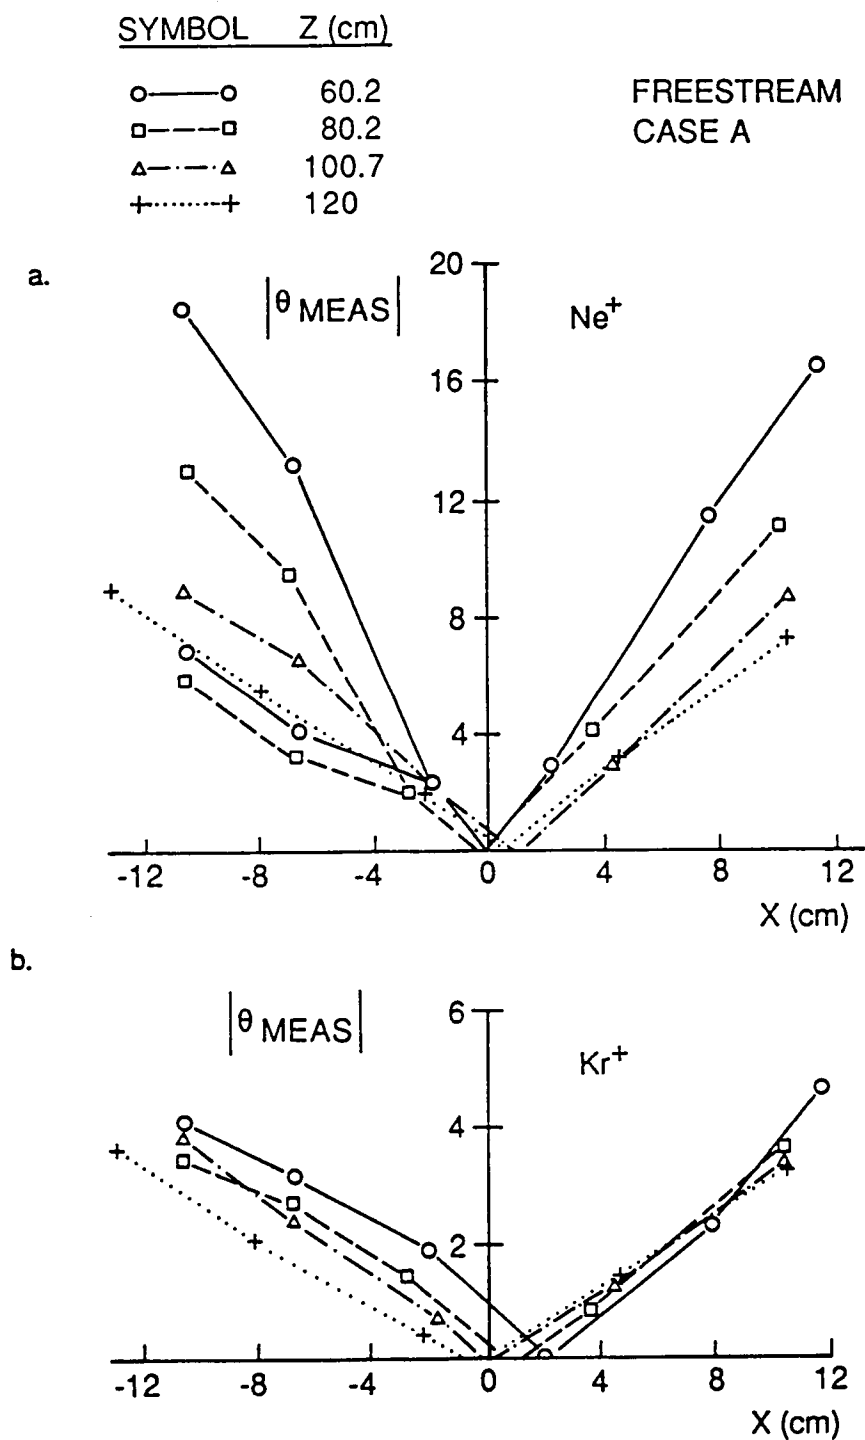 SYMBOL Z (cm)
60.2
80.2
100.7
120
FREESTREAM
CASE A
a.
|θ MEAS|
Ne+
20
16
12
8
4
-12 -8 -4 0 4 8 12
X (cm)
b.
|θ MEAS|
Kr+
6
4
2
-12 -8 -4 0 4 8 12
X (cm)